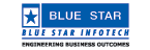 BLUE STAR
BLUE STAR INFOTECH
ENGINEERING BUSINESS OUTCOMES